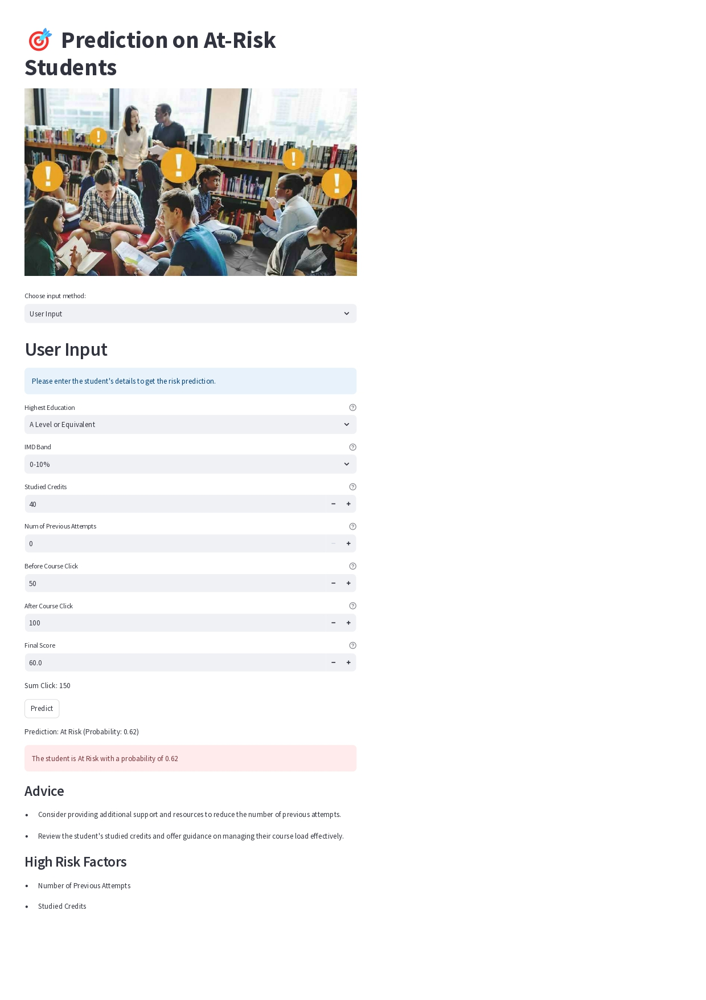 🎯 Prediction on At-Risk
Students
Choose input method:
User Input
User Input
Please enter the student's details to get the risk prediction.
Highest Education
A Level or Equivalent
IMD Band
0-10%
Studied Credits
40
Num of Previous Attempts
0
Before Course Click
50
After Course Click
100
Final Score
60.0
Sum Click: 150
Predict
Prediction: At Risk (Probability: 0.62)
The student is At Risk with a probability of 0.62
Advice
• Consider providing additional support and resources to reduce the number of previous attempts.
• Review the student's studied credits and offer guidance on managing their course load effectively.
High Risk Factors
• Number of Previous Attempts
• Studied Credits